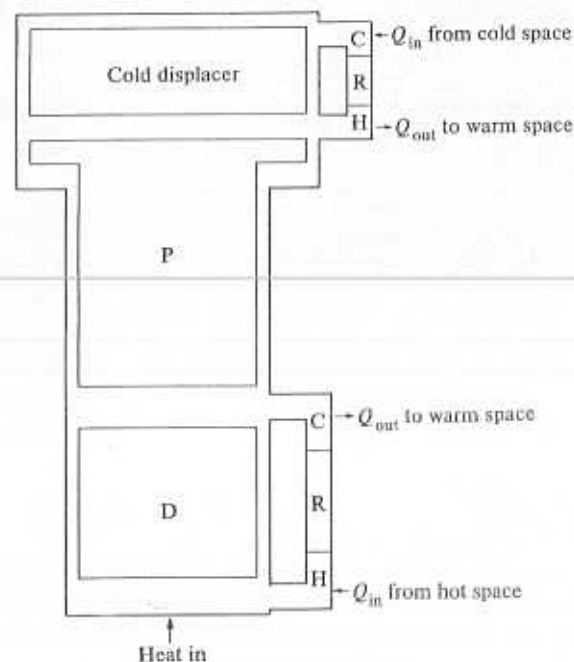 C
Q_in from cold space
Cold displacer
R
H
Q_out to warm space
P
C
Q_out to warm space
D
R
H
Q_in from hot space
Heat in